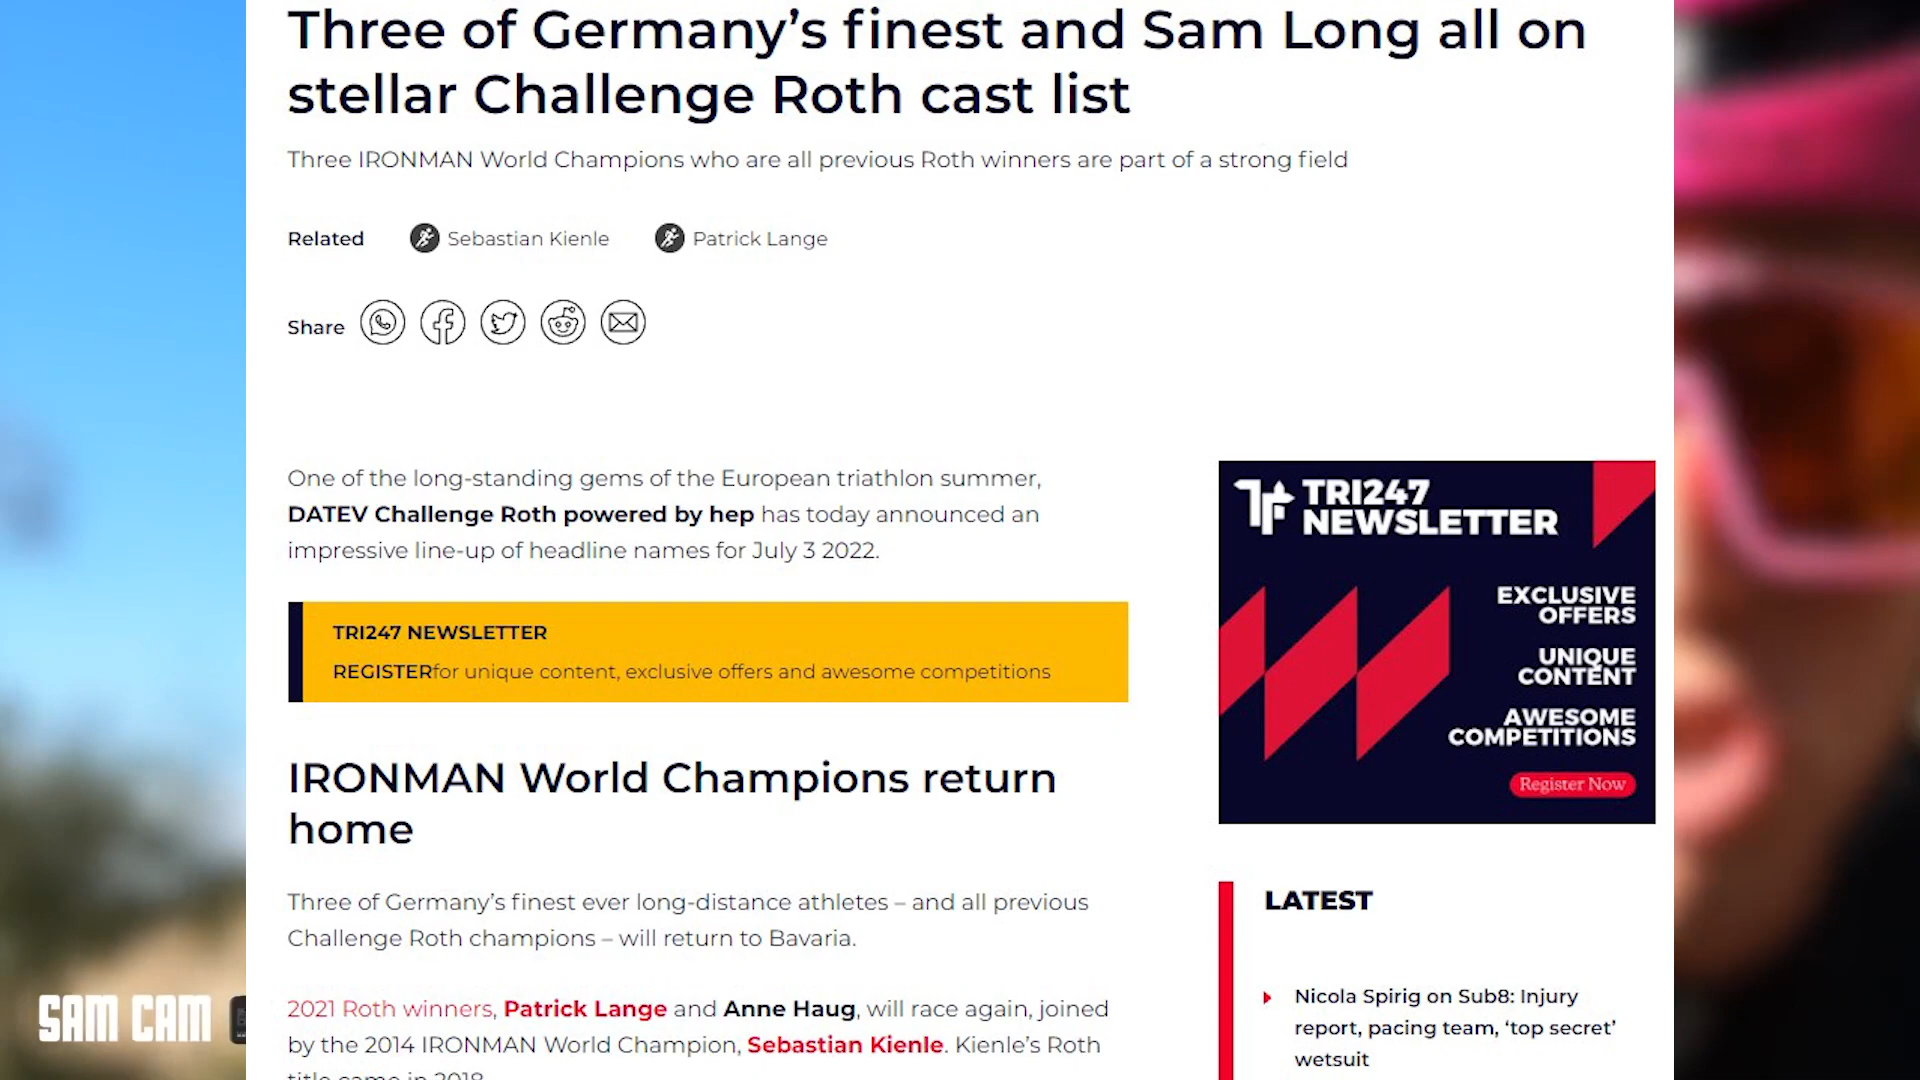 Three of Germany’s finest and Sam Long all on
stellar Challenge Roth cast list
Three IRONMAN World Champions who are all previous Roth winners are part of a strong field
Related Sebastian Kienle Patrick Lange
Share
One of the long-standing gems of the European triathlon summer,
DATEV Challenge Roth powered by hep has today announced an
impressive line-up of headline names for July 3 2022.
TRI247 NEWSLETTER
REGISTERfor unique content, exclusive offers and awesome competitions
IRONMAN World Champions return
home
Three of Germany’s finest ever long-distance athletes – and all previous
Challenge Roth champions – will return to Bavaria.
2021 Roth winners, Patrick Lange and Anne Haug, will race again, joined
by the 2014 IRONMAN World Champion, Sebastian Kienle. Kienle’s Roth
title came in 2018
TRI247
NEWSLETTER
EXCLUSIVE
OFFERS
UNIQUE
CONTENT
AWESOME
COMPETITIONS
Register Now
LATEST
Nicola Spirig on Sub8: Injury
report, pacing team, ‘top secret’
wetsuit
SAM CAM